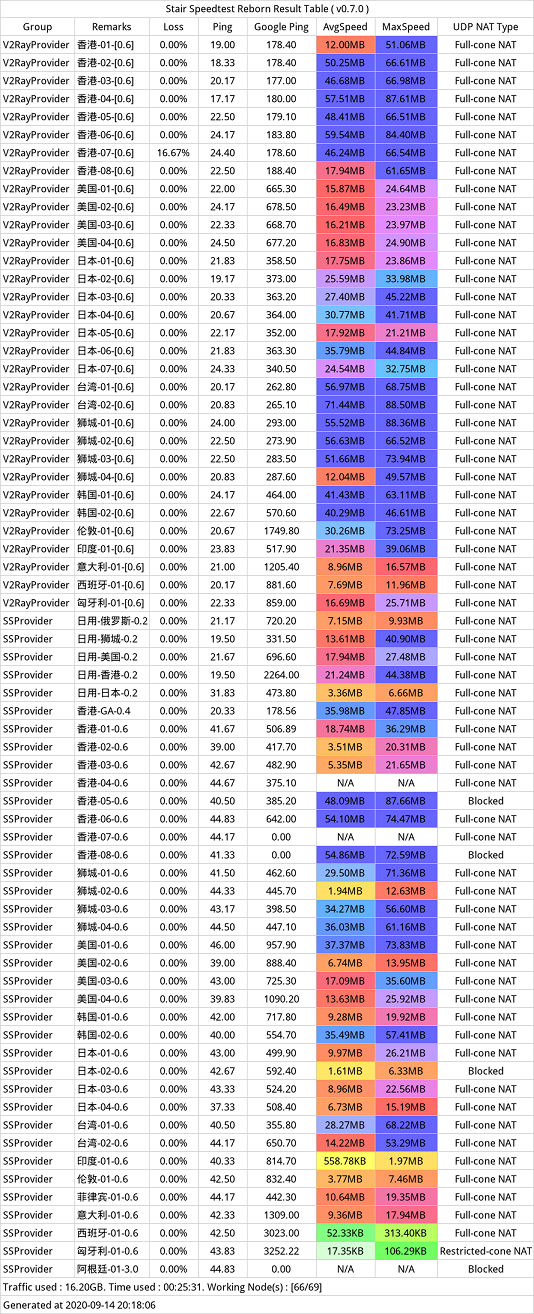 Stair Speedtest Reborn Result Table ( v0.7.0 )
Group Remarks Loss Ping Google Ping AvgSpeed MaxSpeed UDP NAT Type
V2RayProvider 香港-01-[0.6] 0.00% 19.00 178.40 12.00MB 51.06MB Full-cone NAT
V2RayProvider 香港-02-[0.6] 0.00% 18.33 178.40 50.25MB 66.61MB Full-cone NAT
V2RayProvider 香港-03-[0.6] 0.00% 20.17 177.00 46.68MB 66.98MB Full-cone NAT
V2RayProvider 香港-04-[0.6] 0.00% 17.17 180.00 57.51MB 87.61MB Full-cone NAT
V2RayProvider 香港-05-[0.6] 0.00% 22.50 179.10 48.41MB 66.51MB Full-cone NAT
V2RayProvider 香港-06-[0.6] 0.00% 24.17 183.80 59.54MB 84.40MB Full-cone NAT
V2RayProvider 香港-07-[0.6] 16.67% 24.40 178.60 46.24MB 66.54MB Full-cone NAT
V2RayProvider 香港-08-[0.6] 0.00% 22.50 188.40 17.94MB 61.65MB Full-cone NAT
V2RayProvider 美国-01-[0.6] 0.00% 22.00 665.30 15.87MB 24.64MB Full-cone NAT
V2RayProvider 美国-02-[0.6] 0.00% 24.17 678.50 16.49MB 23.23MB Full-cone NAT
V2RayProvider 美国-03-[0.6] 0.00% 22.33 668.70 16.21MB 23.97MB Full-cone NAT
V2RayProvider 美国-04-[0.6] 0.00% 24.50 677.20 16.83MB 24.90MB Full-cone NAT
V2RayProvider 日本-01-[0.6] 0.00% 21.83 358.50 17.75MB 23.86MB Full-cone NAT
V2RayProvider 日本-02-[0.6] 0.00% 19.17 373.00 25.59MB 33.98MB Full-cone NAT
V2RayProvider 日本-03-[0.6] 0.00% 20.33 363.20 27.40MB 45.22MB Full-cone NAT
V2RayProvider 日本-04-[0.6] 0.00% 20.67 364.00 30.77MB 41.71MB Full-cone NAT
V2RayProvider 日本-05-[0.6] 0.00% 22.17 352.00 17.92MB 21.21MB Full-cone NAT
V2RayProvider 日本-06-[0.6] 0.00% 21.83 363.30 35.79MB 44.84MB Full-cone NAT
V2RayProvider 日本-07-[0.6] 0.00% 24.33 340.50 24.54MB 32.75MB Full-cone NAT
V2RayProvider 台湾-01-[0.6] 0.00% 20.17 262.80 56.97MB 68.75MB Full-cone NAT
V2RayProvider 台湾-02-[0.6] 0.00% 20.83 265.10 71.44MB 88.50MB Full-cone NAT
V2RayProvider 狮城-01-[0.6] 0.00% 24.00 293.00 55.52MB 88.36MB Full-cone NAT
V2RayProvider 狮城-02-[0.6] 0.00% 22.50 273.90 56.63MB 66.52MB Full-cone NAT
V2RayProvider 狮城-03-[0.6] 0.00% 22.50 283.50 51.66MB 73.94MB Full-cone NAT
V2RayProvider 狮城-04-[0.6] 0.00% 20.83 287.60 12.04MB 49.57MB Full-cone NAT
V2RayProvider 韩国-01-[0.6] 0.00% 24.17 464.00 41.43MB 63.11MB Full-cone NAT
V2RayProvider 韩国-02-[0.6] 0.00% 22.67 570.60 40.29MB 46.61MB Full-cone NAT
V2RayProvider 伦敦-01-[0.6] 0.00% 20.67 1749.80 30.26MB 73.25MB Full-cone NAT
V2RayProvider 印度-01-[0.6] 0.00% 23.83 517.90 21.35MB 39.06MB Full-cone NAT
V2RayProvider 意大利-01-[0.6] 0.00% 21.00 1205.40 8.96MB 16.57MB Full-cone NAT
V2RayProvider 西班牙-01-[0.6] 0.00% 20.17 881.60 7.69MB 11.96MB Full-cone NAT
V2RayProvider 匈牙利-01-[0.6] 0.00% 22.33 859.00 16.69MB 25.71MB Full-cone NAT
SSProvider 日用-俄罗斯-0.2 0.00% 21.17 720.20 7.15MB 9.93MB Full-cone NAT
SSProvider 日用-狮城-0.2 0.00% 19.50 331.50 13.61MB 40.90MB Full-cone NAT
SSProvider 日用-美国-0.2 0.00% 21.67 696.60 17.94MB 27.48MB Full-cone NAT
SSProvider 日用-香港-0.2 0.00% 19.50 2264.00 21.24MB 44.38MB Full-cone NAT
SSProvider 日用-日本-0.2 0.00% 31.83 473.80 3.36MB 6.66MB Full-cone NAT
SSProvider 香港-GA-0.4 0.00% 20.33 178.56 35.98MB 47.85MB Full-cone NAT
SSProvider 香港-01-0.6 0.00% 41.67 506.89 18.74MB 36.29MB Full-cone NAT
SSProvider 香港-02-0.6 0.00% 39.00 417.70 3.51MB 20.31MB Full-cone NAT
SSProvider 香港-03-0.6 0.00% 42.67 482.90 5.35MB 21.65MB Full-cone NAT
SSProvider 香港-04-0.6 0.00% 44.67 375.10 N/A N/A Full-cone NAT
SSProvider 香港-05-0.6 0.00% 40.50 385.20 48.09MB 87.66MB Blocked
SSProvider 香港-06-0.6 0.00% 44.83 642.00 54.10MB 74.47MB Full-cone NAT
SSProvider 香港-07-0.6 0.00% 44.17 0.00 N/A N/A Full-cone NAT
SSProvider 香港-08-0.6 0.00% 41.33 0.00 54.86MB 72.59MB Blocked
SSProvider 狮城-01-0.6 0.00% 41.50 462.60 29.50MB 71.36MB Full-cone NAT
SSProvider 狮城-02-0.6 0.00% 44.33 445.70 1.94MB 12.63MB Full-cone NAT
SSProvider 狮城-03-0.6 0.00% 43.17 398.50 34.27MB 56.60MB Full-cone NAT
SSProvider 狮城-04-0.6 0.00% 44.50 447.10 36.03MB 61.16MB Full-cone NAT
SSProvider 美国-01-0.6 0.00% 46.00 957.90 37.37MB 73.83MB Full-cone NAT
SSProvider 美国-02-0.6 0.00% 39.00 888.40 6.74MB 13.95MB Full-cone NAT
SSProvider 美国-03-0.6 0.00% 43.00 725.30 17.09MB 35.60MB Full-cone NAT
SSProvider 美国-04-0.6 0.00% 39.83 1090.20 13.63MB 25.92MB Full-cone NAT
SSProvider 韩国-01-0.6 0.00% 42.00 717.80 9.28MB 19.92MB Full-cone NAT
SSProvider 韩国-02-0.6 0.00% 40.00 554.70 35.49MB 57.41MB Full-cone NAT
SSProvider 日本-01-0.6 0.00% 43.00 499.90 9.97MB 26.21MB Full-cone NAT
SSProvider 日本-02-0.6 0.00% 42.67 592.40 1.61MB 6.33MB Blocked
SSProvider 日本-03-0.6 0.00% 43.33 524.20 8.96MB 22.56MB Full-cone NAT
SSProvider 日本-04-0.6 0.00% 37.33 508.40 6.73MB 15.19MB Full-cone NAT
SSProvider 台湾-01-0.6 0.00% 40.50 355.80 28.27MB 68.22MB Full-cone NAT
SSProvider 台湾-02-0.6 0.00% 44.17 650.70 14.22MB 53.29MB Full-cone NAT
SSProvider 印度-01-0.6 0.00% 40.33 814.70 558.78KB 1.97MB Full-cone NAT
SSProvider 伦敦-01-0.6 0.00% 42.50 832.40 3.77MB 7.46MB Full-cone NAT
SSProvider 菲律宾-01-0.6 0.00% 44.17 442.30 10.64MB 19.35MB Full-cone NAT
SSProvider 意大利-01-0.6 0.00% 42.33 1309.00 9.36MB 17.94MB Full-cone NAT
SSProvider 西班牙-01-0.6 0.00% 42.50 3023.00 52.33KB 313.40KB Full-cone NAT
SSProvider 匈牙利-01-0.6 0.00% 43.83 3252.22 17.35KB 106.29KB Restricted-cone NAT
SSProvider 阿根廷-01-3.0 0.00% 44.83 0.00 N/A N/A Blocked
Traffic used : 16.20GB. Time used : 00:25:31. Working Node(s) : [66/69]
Generated at 2020-09-14 20:18:06